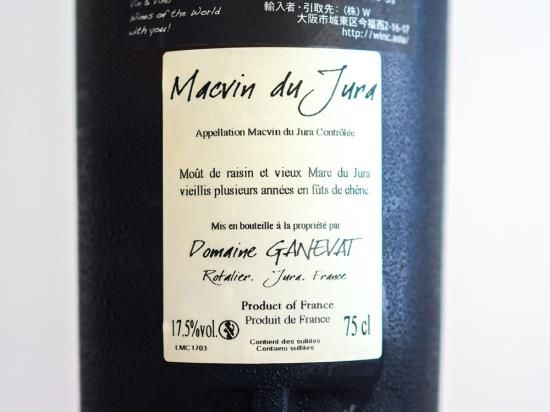 Vin & Vino
Wines of the World
with you!
輸入者・引取先：(株) W
大阪市城東区今福西2-16-17
http://winc.asia/
Macvin du Jura
Appellation Macvin du Jura Contrôlée
Moût de raisin et vieux Marc du Jura
vieillis plusieurs années en fûts de chêne
Mis en bouteille à la propriété par
Domaine GANEVAT
Rotalier. Jura. France
Product of France
Produit de France
17.5%vol.
75 cl
LMC1703
Contient des sulfites
Contains sulfites